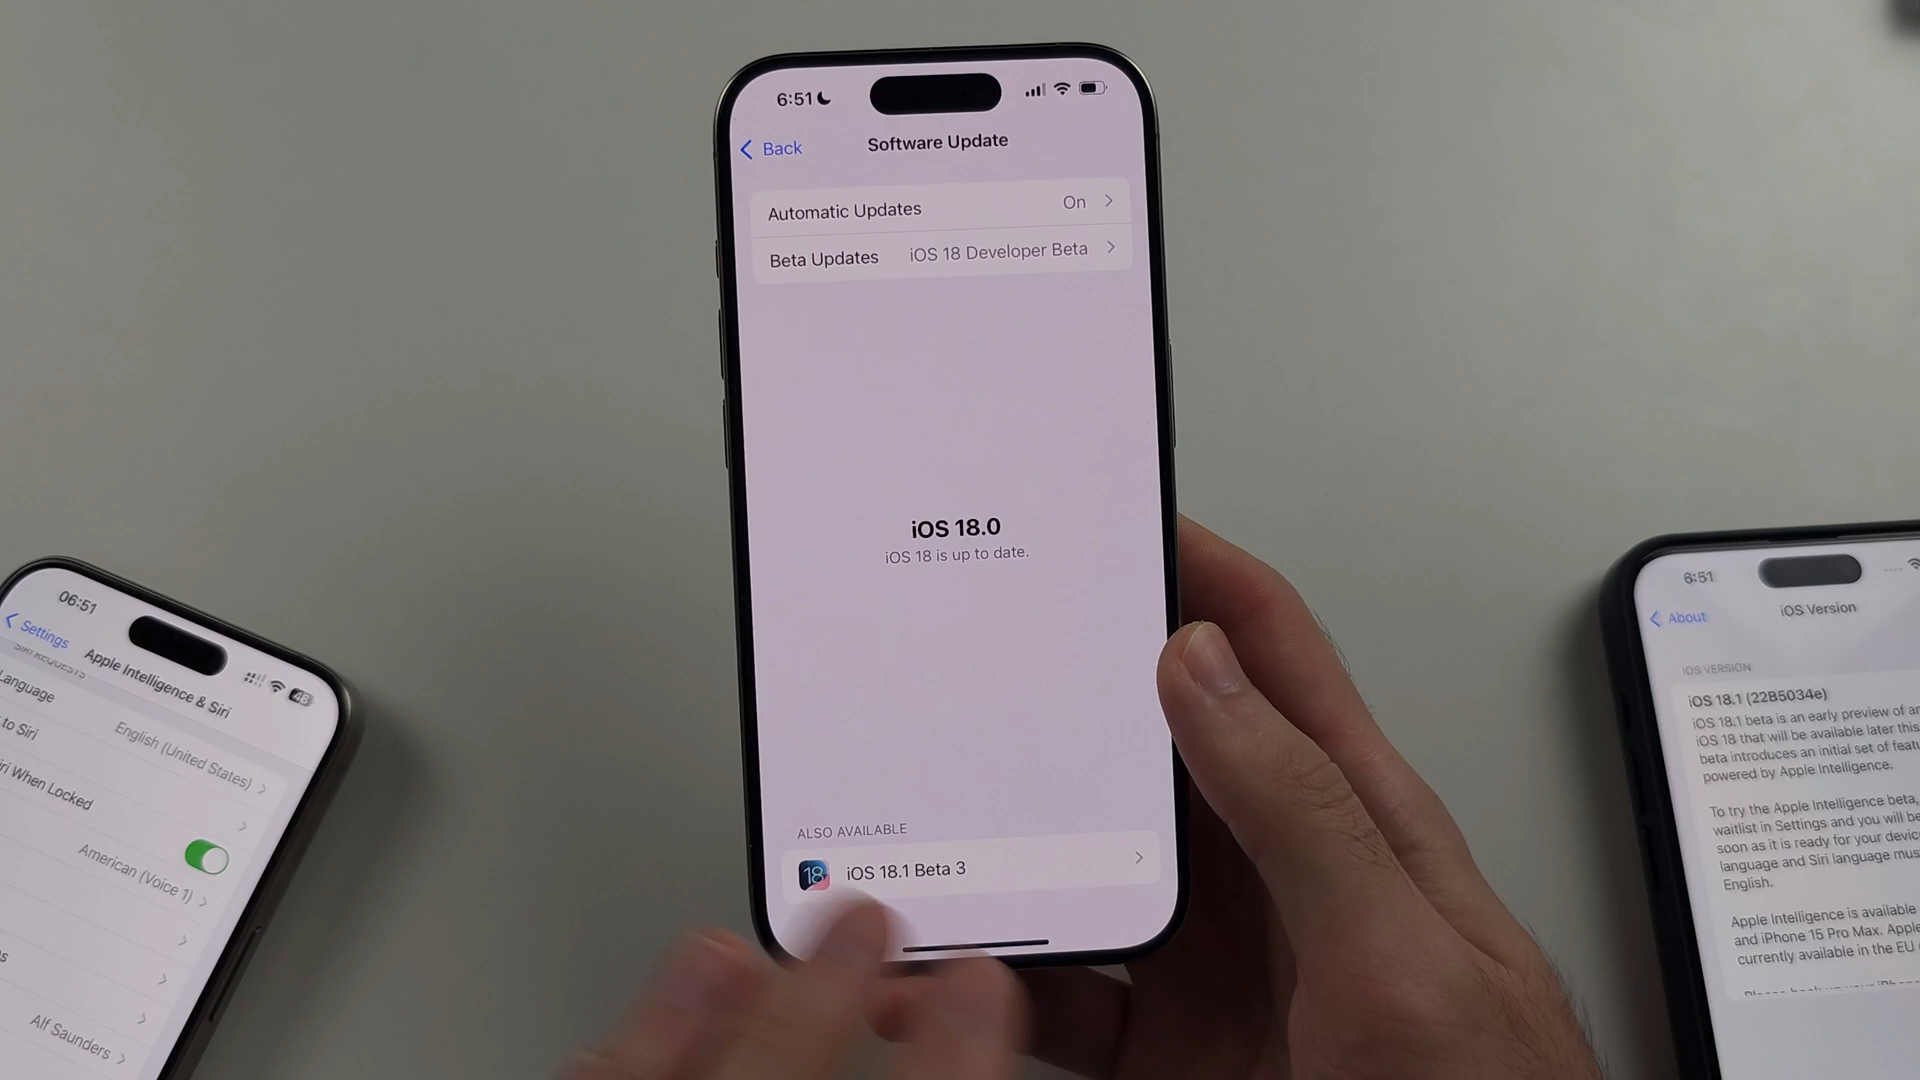 6:51
Back
Software Update
Automatic Updates On
Beta Updates iOS 18 Developer Beta
iOS 18.0
iOS 18 is up to date.
ALSO AVAILABLE
18
iOS 18.1 Beta 3
06:51
48
Settings
Apple Intelligence & Siri
SIRI REQUESTS
Language
English (United States)
to Siri
When Locked
American (Voice 1)
Alf Saunders
6:51
About
iOS Version
IOS VERSION
iOS 18.1 (22B5034e)
iOS 18.1 beta is an early preview of
iOS 18 that will be available later this
beta introduces an initial set of
powered by Apple Intelligence.
To try the Apple Intelligence beta,
waitlist in Settings and you will be
soon as it is ready for your
language and Siri language
English.
Apple Intelligence is available
and iPhone 15 Pro Max.
currently available in the EU